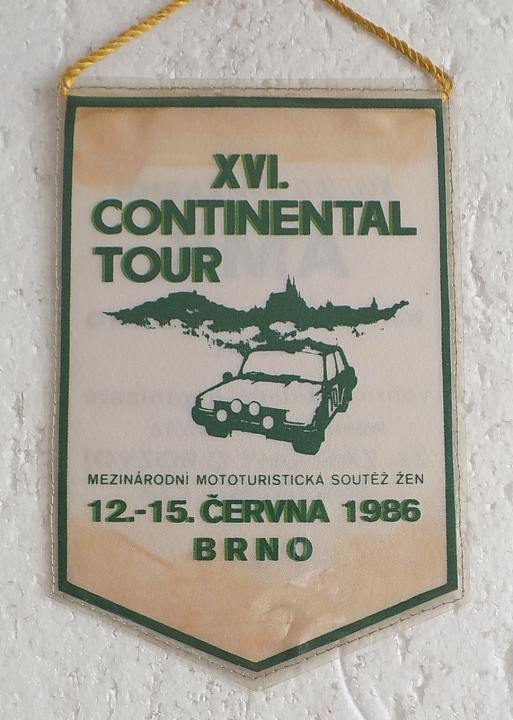 XVI.
CONTINENTAL
TOUR
MEZINÁRODNÍ MOTOTURISTICKÁ SOUTĚŽ ŽEN
12.-15. ČERVNA 1986
BRNO